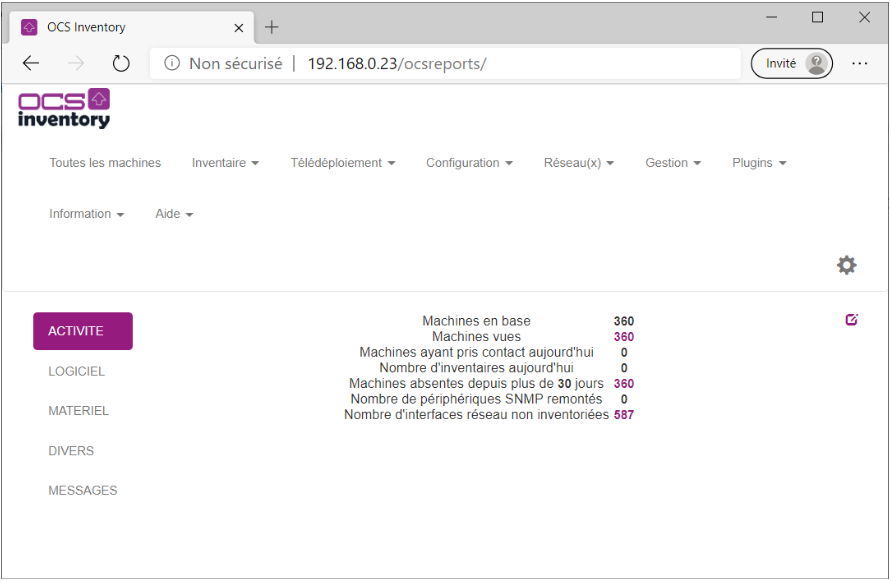 OCS Inventory
Non sécurisé | 192.168.0.23/ocsreports/ Invité
OCS
inventory
Toutes les machines Inventaire Télédéploiement Configuration Réseau(x) Gestion Plugins
Information Aide
ACTIVITE
LOGICIEL
MATERIEL
DIVERS
MESSAGES
Machines en base 360
Machines vues 360
Machines ayant pris contact aujourd'hui 0
Nombre d'inventaires aujourd'hui 0
Machines absentes depuis plus de 30 jours 360
Nombre de périphériques SNMP remontés 0
Nombre d'interfaces réseau non inventoriées 587